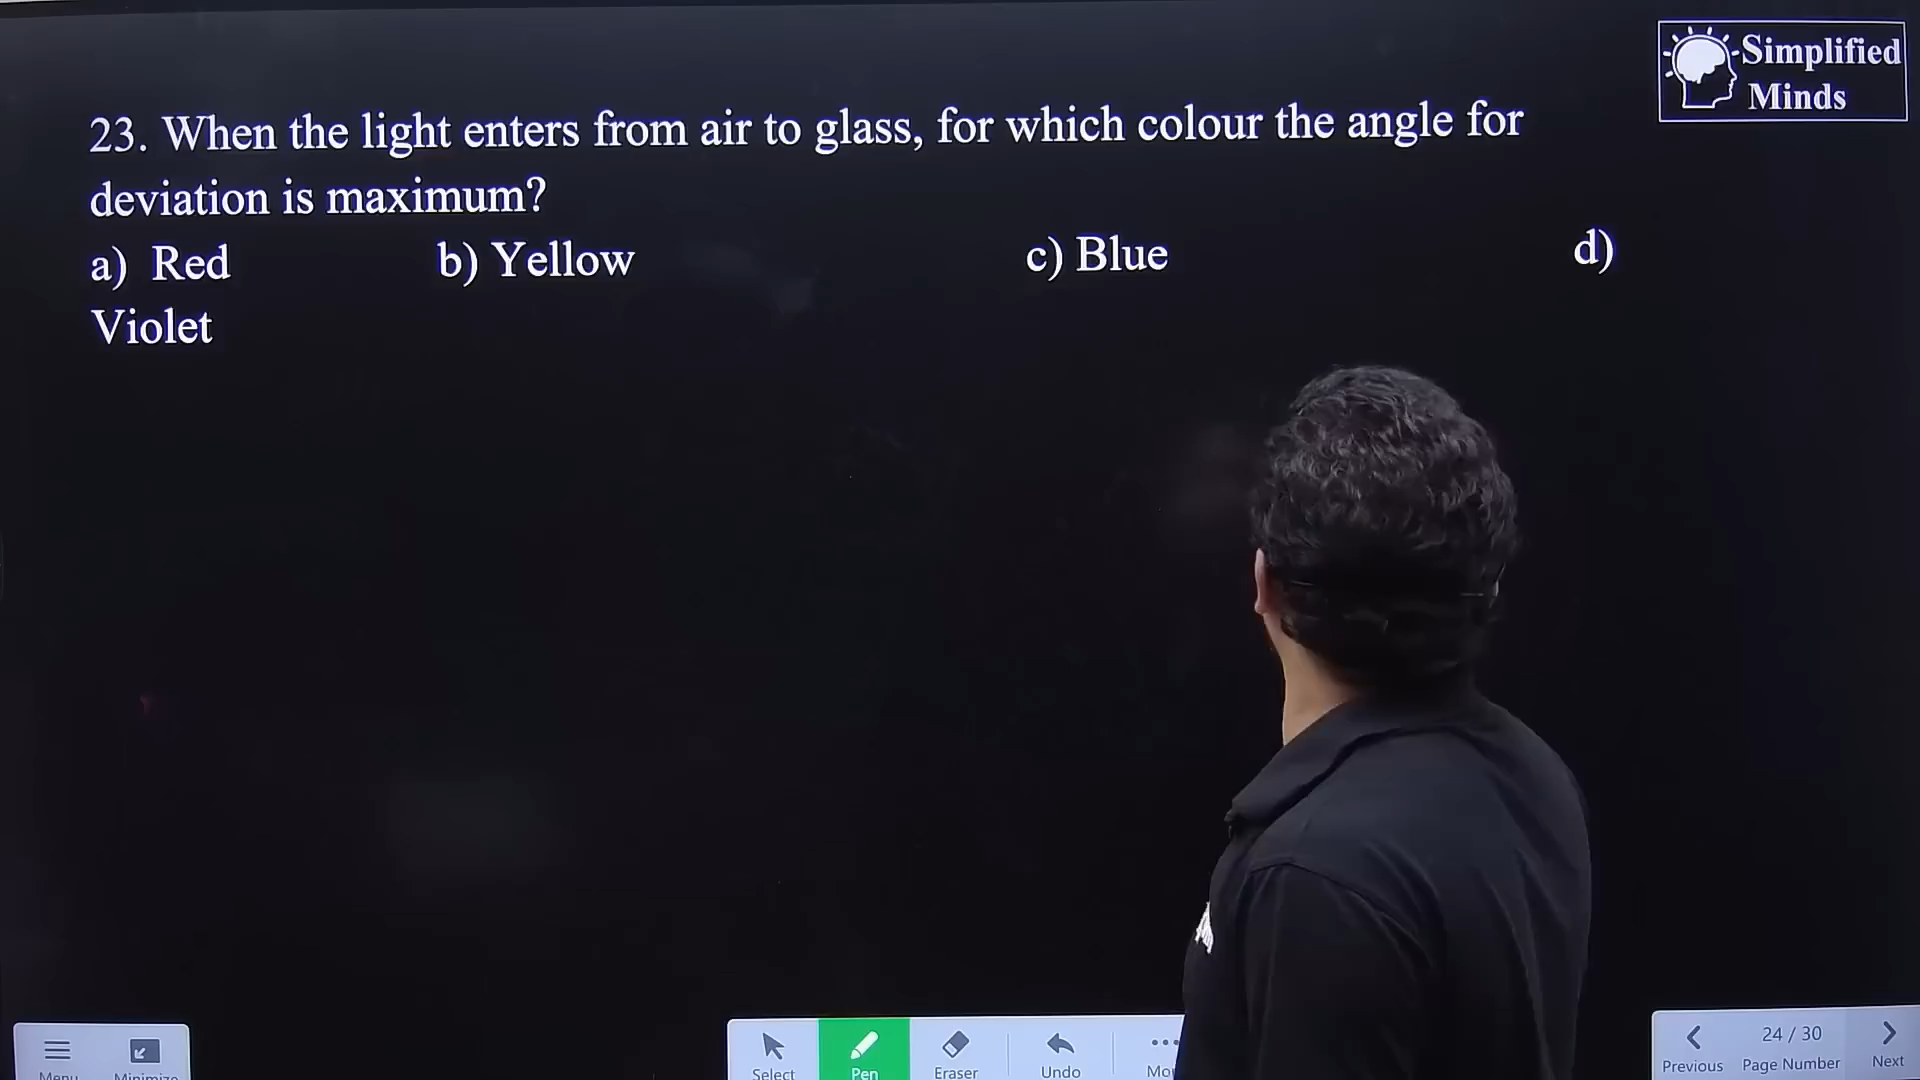 Simplified
Minds
23. When the light enters from air to glass, for which colour the angle for
deviation is maximum?
a) Red b) Yellow c) Blue d)
Violet
Menu Minimize Select Pen Eraser Undo Previous 24 / 30 Page Number Next